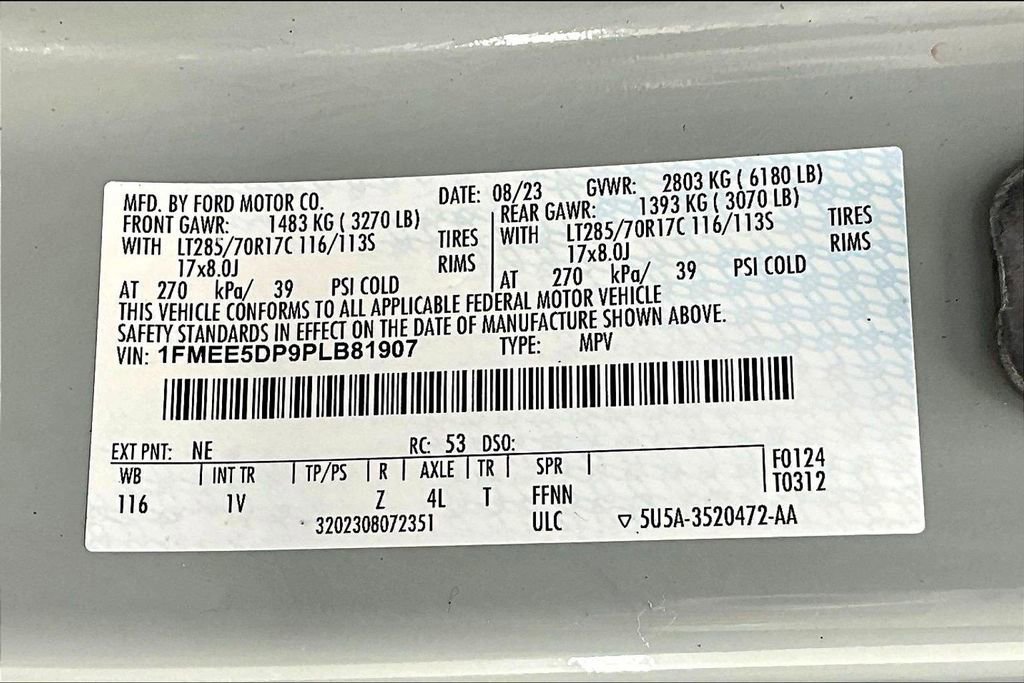 MFD. BY FORD MOTOR CO. DATE: 08/23 GVWR: 2803 KG ( 6180 LB)
FRONT GAWR: 1483 KG ( 3270 LB) REAR GAWR: 1393 KG ( 3070 LB)
WITH LT285/70R17C 116/113S TIRES WITH LT285/70R17C 116/113S TIRES
17x8.0J RIMS 17x8.0J RIMS
AT 270 kPa/ 39 PSI COLD AT 270 kPa/ 39 PSI COLD
THIS VEHICLE CONFORMS TO ALL APPLICABLE FEDERAL MOTOR VEHICLE
SAFETY STANDARDS IN EFFECT ON THE DATE OF MANUFACTURE SHOWN ABOVE.
VIN: 1FMEE5DP9PLB81907 TYPE: MPV
EXT PNT: NE RC: 53 DSO:
WB INT TR TP/PS R AXLE TR SPR F0124
116 1V Z 4L T FFNN T0312
3202308072351 ULC ▽ 5U5A-3520472-AA